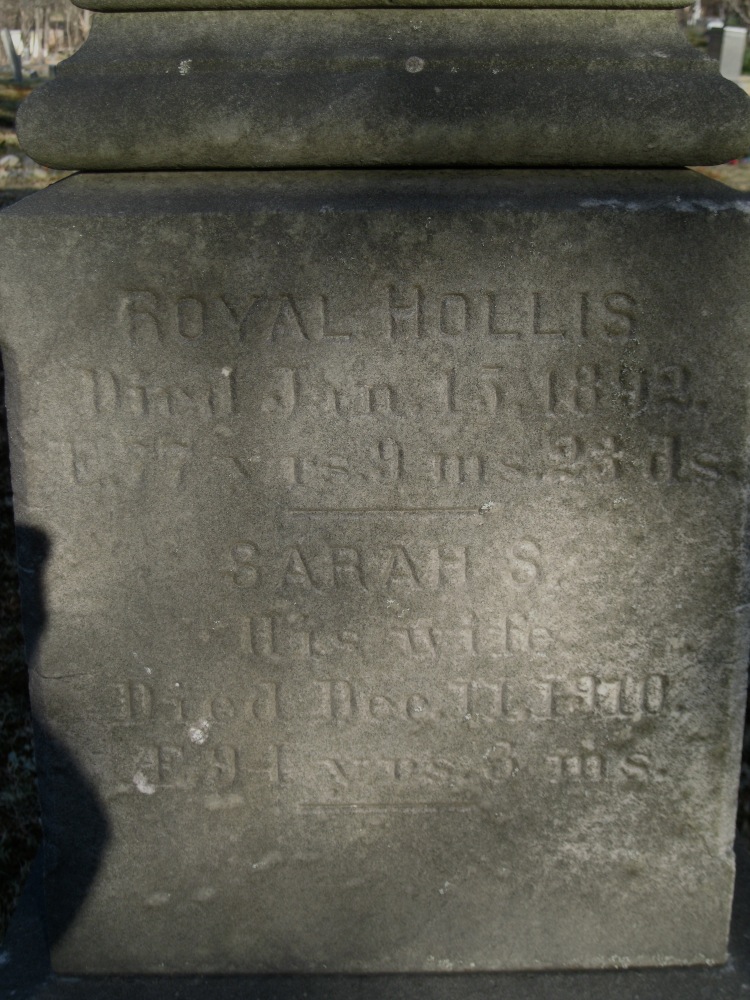 ROYAL HOLLIS
Died Jan. 15, 1892.
Æ. 77 yrs. 9 ms. 23 ds.
SARAH S.
His wife
Died Dec. 11, 1910.
Æ. 94 yrs. 3 ms.